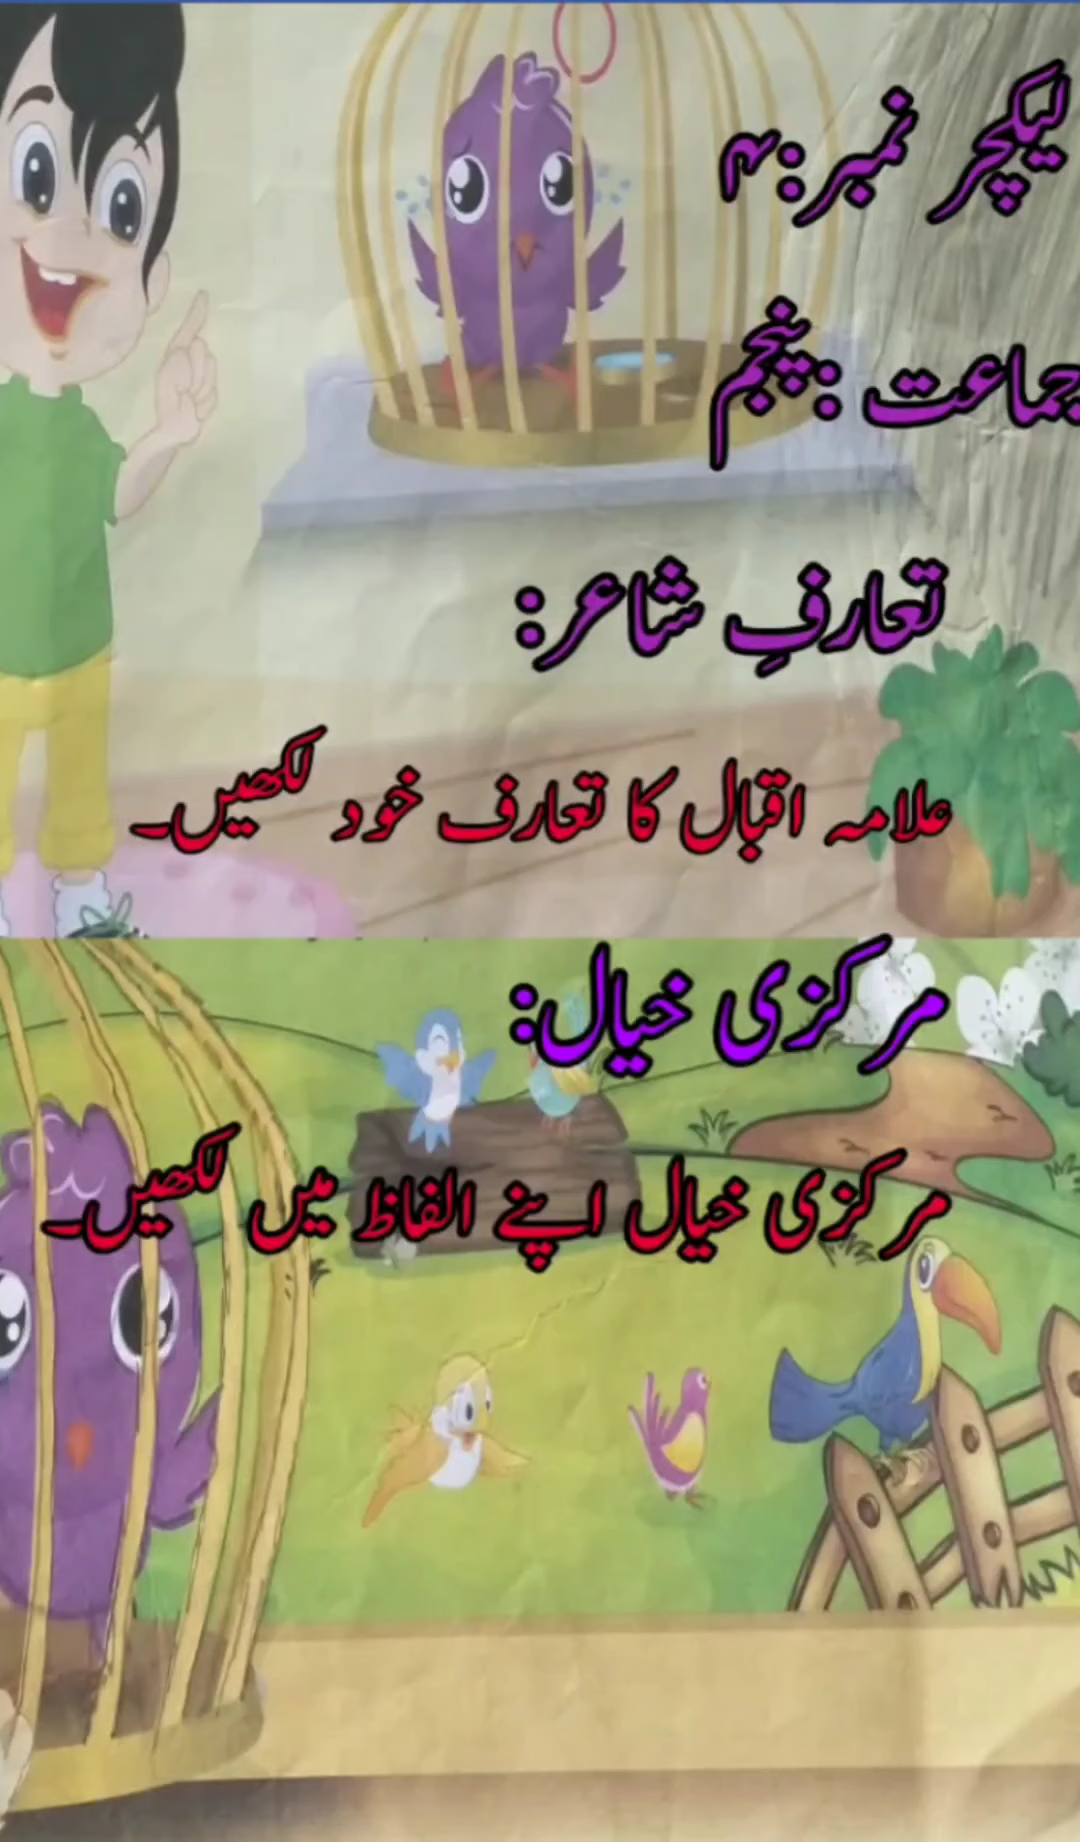 لیکچر نمبر:۴
جماعت :پنجم
تعارفِ شاعر:
علامہ اقبال کا تعارف خود لکھیں۔
مرکزی خیال:
مرکزی خیال اپنے الفاظ میں لکھیں۔